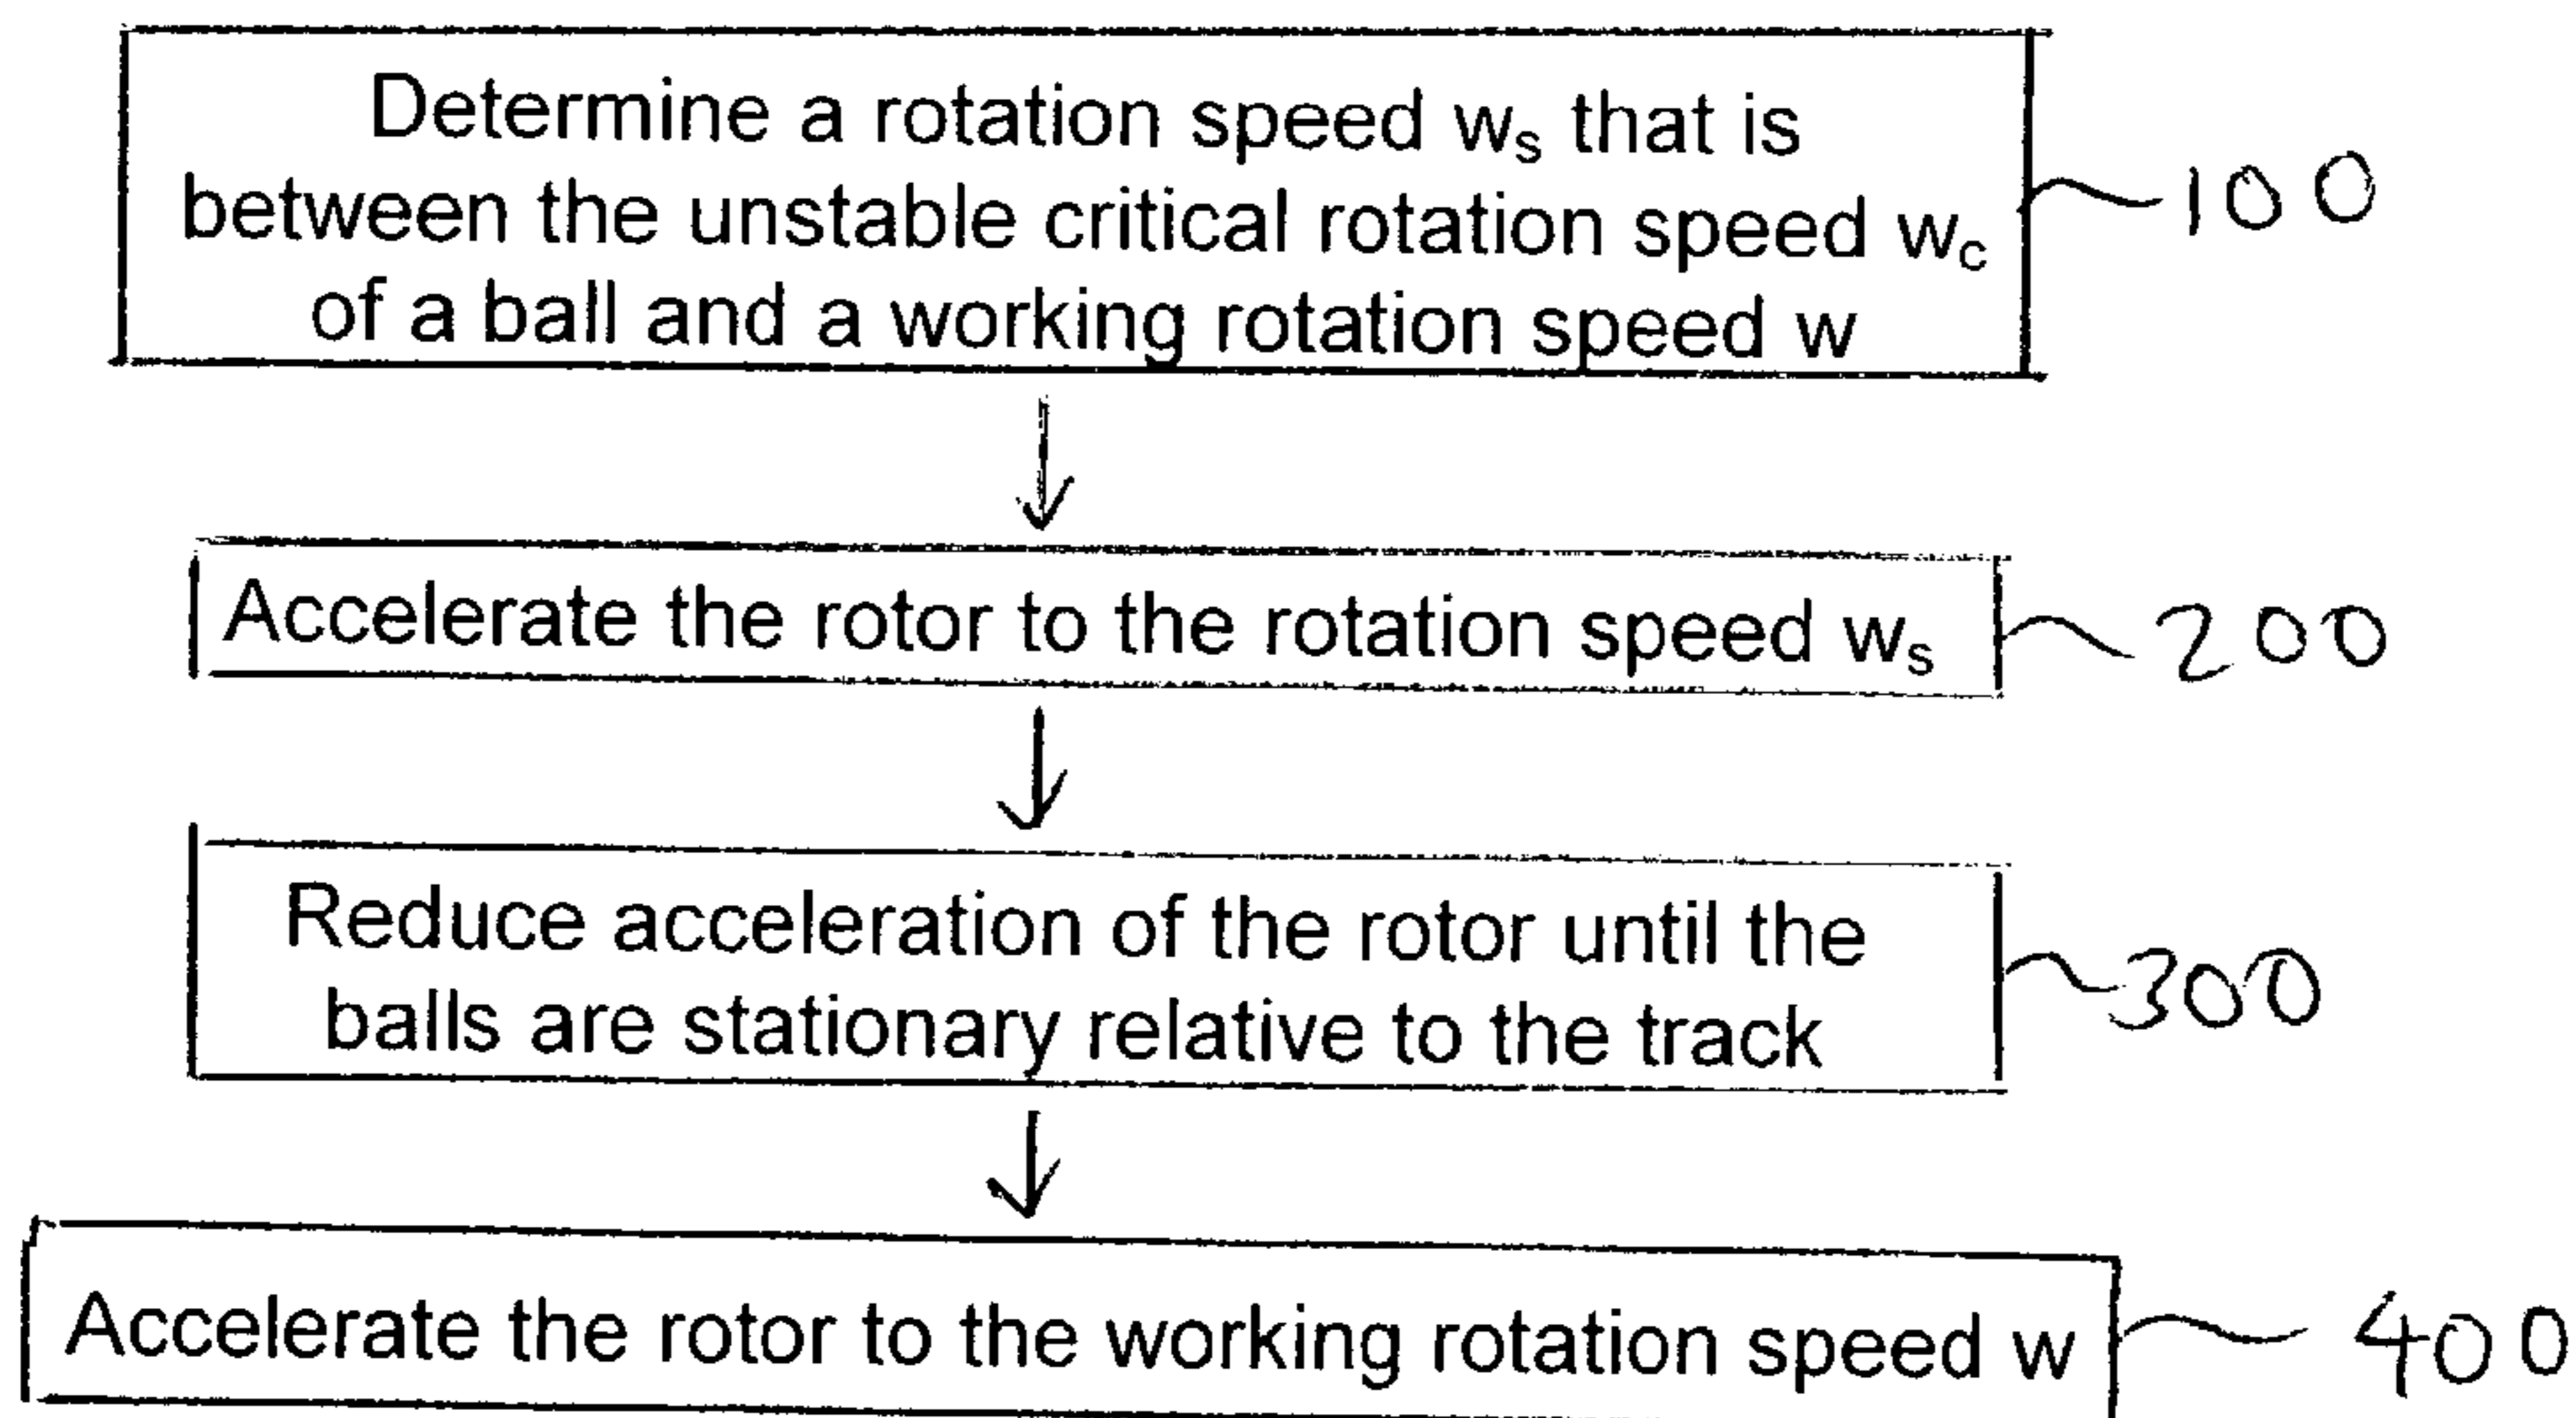 Determine a rotation speed wₛ that is
between the unstable critical rotation speed w꜀
of a ball and a working rotation speed w
100
Accelerate the rotor to the rotation speed wₛ
200
Reduce acceleration of the rotor until the
balls are stationary relative to the track
300
Accelerate the rotor to the working rotation speed w
400